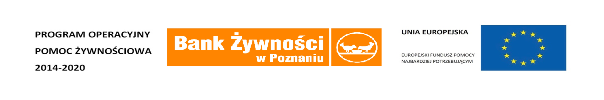 PROGRAM OPERACYJNY
POMOC ŻYWNOŚCIOWA
2014-2020
Bank Żywności
w Poznaniu
UNIA EUROPEJSKA
EUROPEJSKI FUNDUSZ POMOCY
NAJBARDZIEJ POTRZEBUJĄCYM